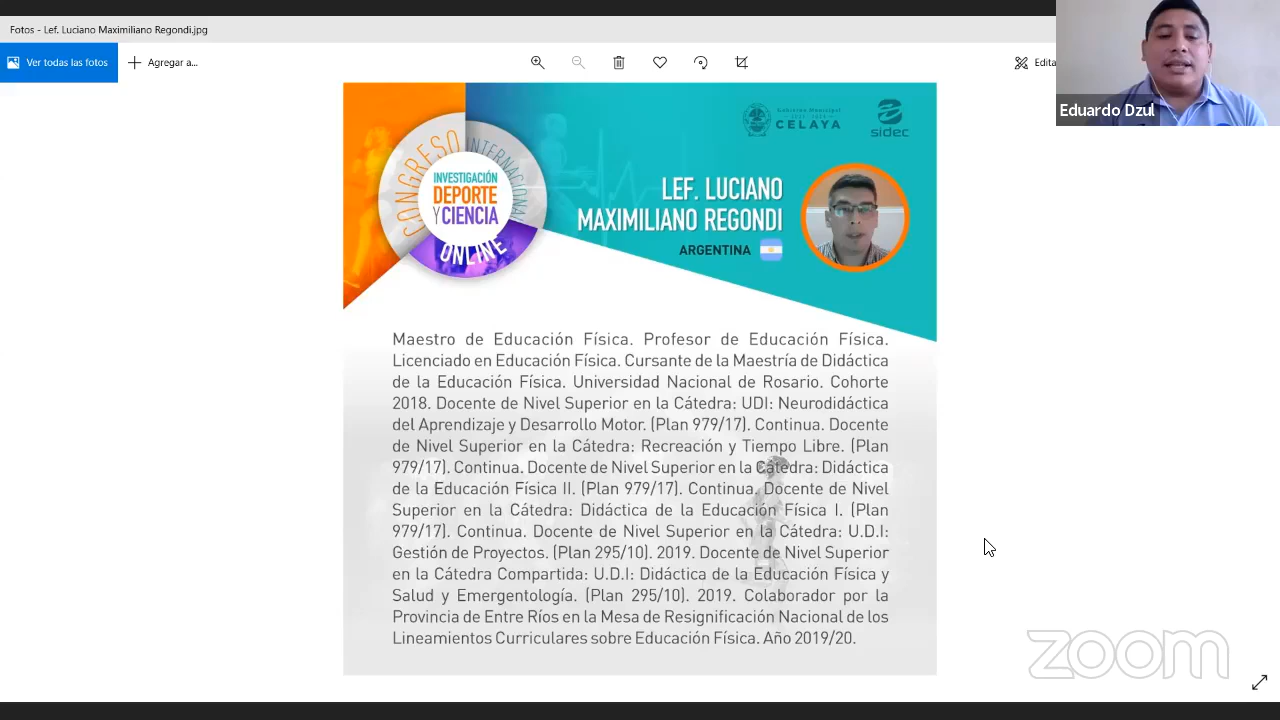 Fotos - Lef. Luciano Maximiliano Regondi.jpg
Ver todas las fotos
Agregar a...
Edita
Eduardo Dzul
CONGRESO
INTERNACIONAL
INVESTIGACIÓN
DEPORTE
Y CIENCIA
ONLINE
Gobierno Municipal
CELAYA
sidec
LEF. LUCIANO
MAXIMILIANO REGONDI
ARGENTINA
Maestro de Educación Física. Profesor de Educación Física.
Licenciado en Educación Física. Cursante de la Maestría de Didáctica
de la Educación Física. Universidad Nacional de Rosario. Cohorte
2018. Docente de Nivel Superior en la Cátedra: UDI: Neurodidáctica
del Aprendizaje y Desarrollo Motor. (Plan 979/17). Continua. Docente
de Nivel Superior en la Cátedra: Recreación y Tiempo Libre. (Plan
979/17). Continua. Docente de Nivel Superior en la Cátedra: Didáctica
de la Educación Física II. (Plan 979/17). Continua. Docente de Nivel
Superior en la Cátedra: Didáctica de la Educación Física I. (Plan
979/17). Continua. Docente de Nivel Superior en la Cátedra: U.D.I:
Gestión de Proyectos. (Plan 295/10). 2019. Docente de Nivel Superior
en la Cátedra Compartida: U.D.I: Didáctica de la Educación Física y
Salud y Emergentología. (Plan 295/10). 2019. Colaborador por la
Provincia de Entre Ríos en la Mesa de Resignificación Nacional de los
Lineamientos Curriculares sobre Educación Física. Año 2019/20.
zoom